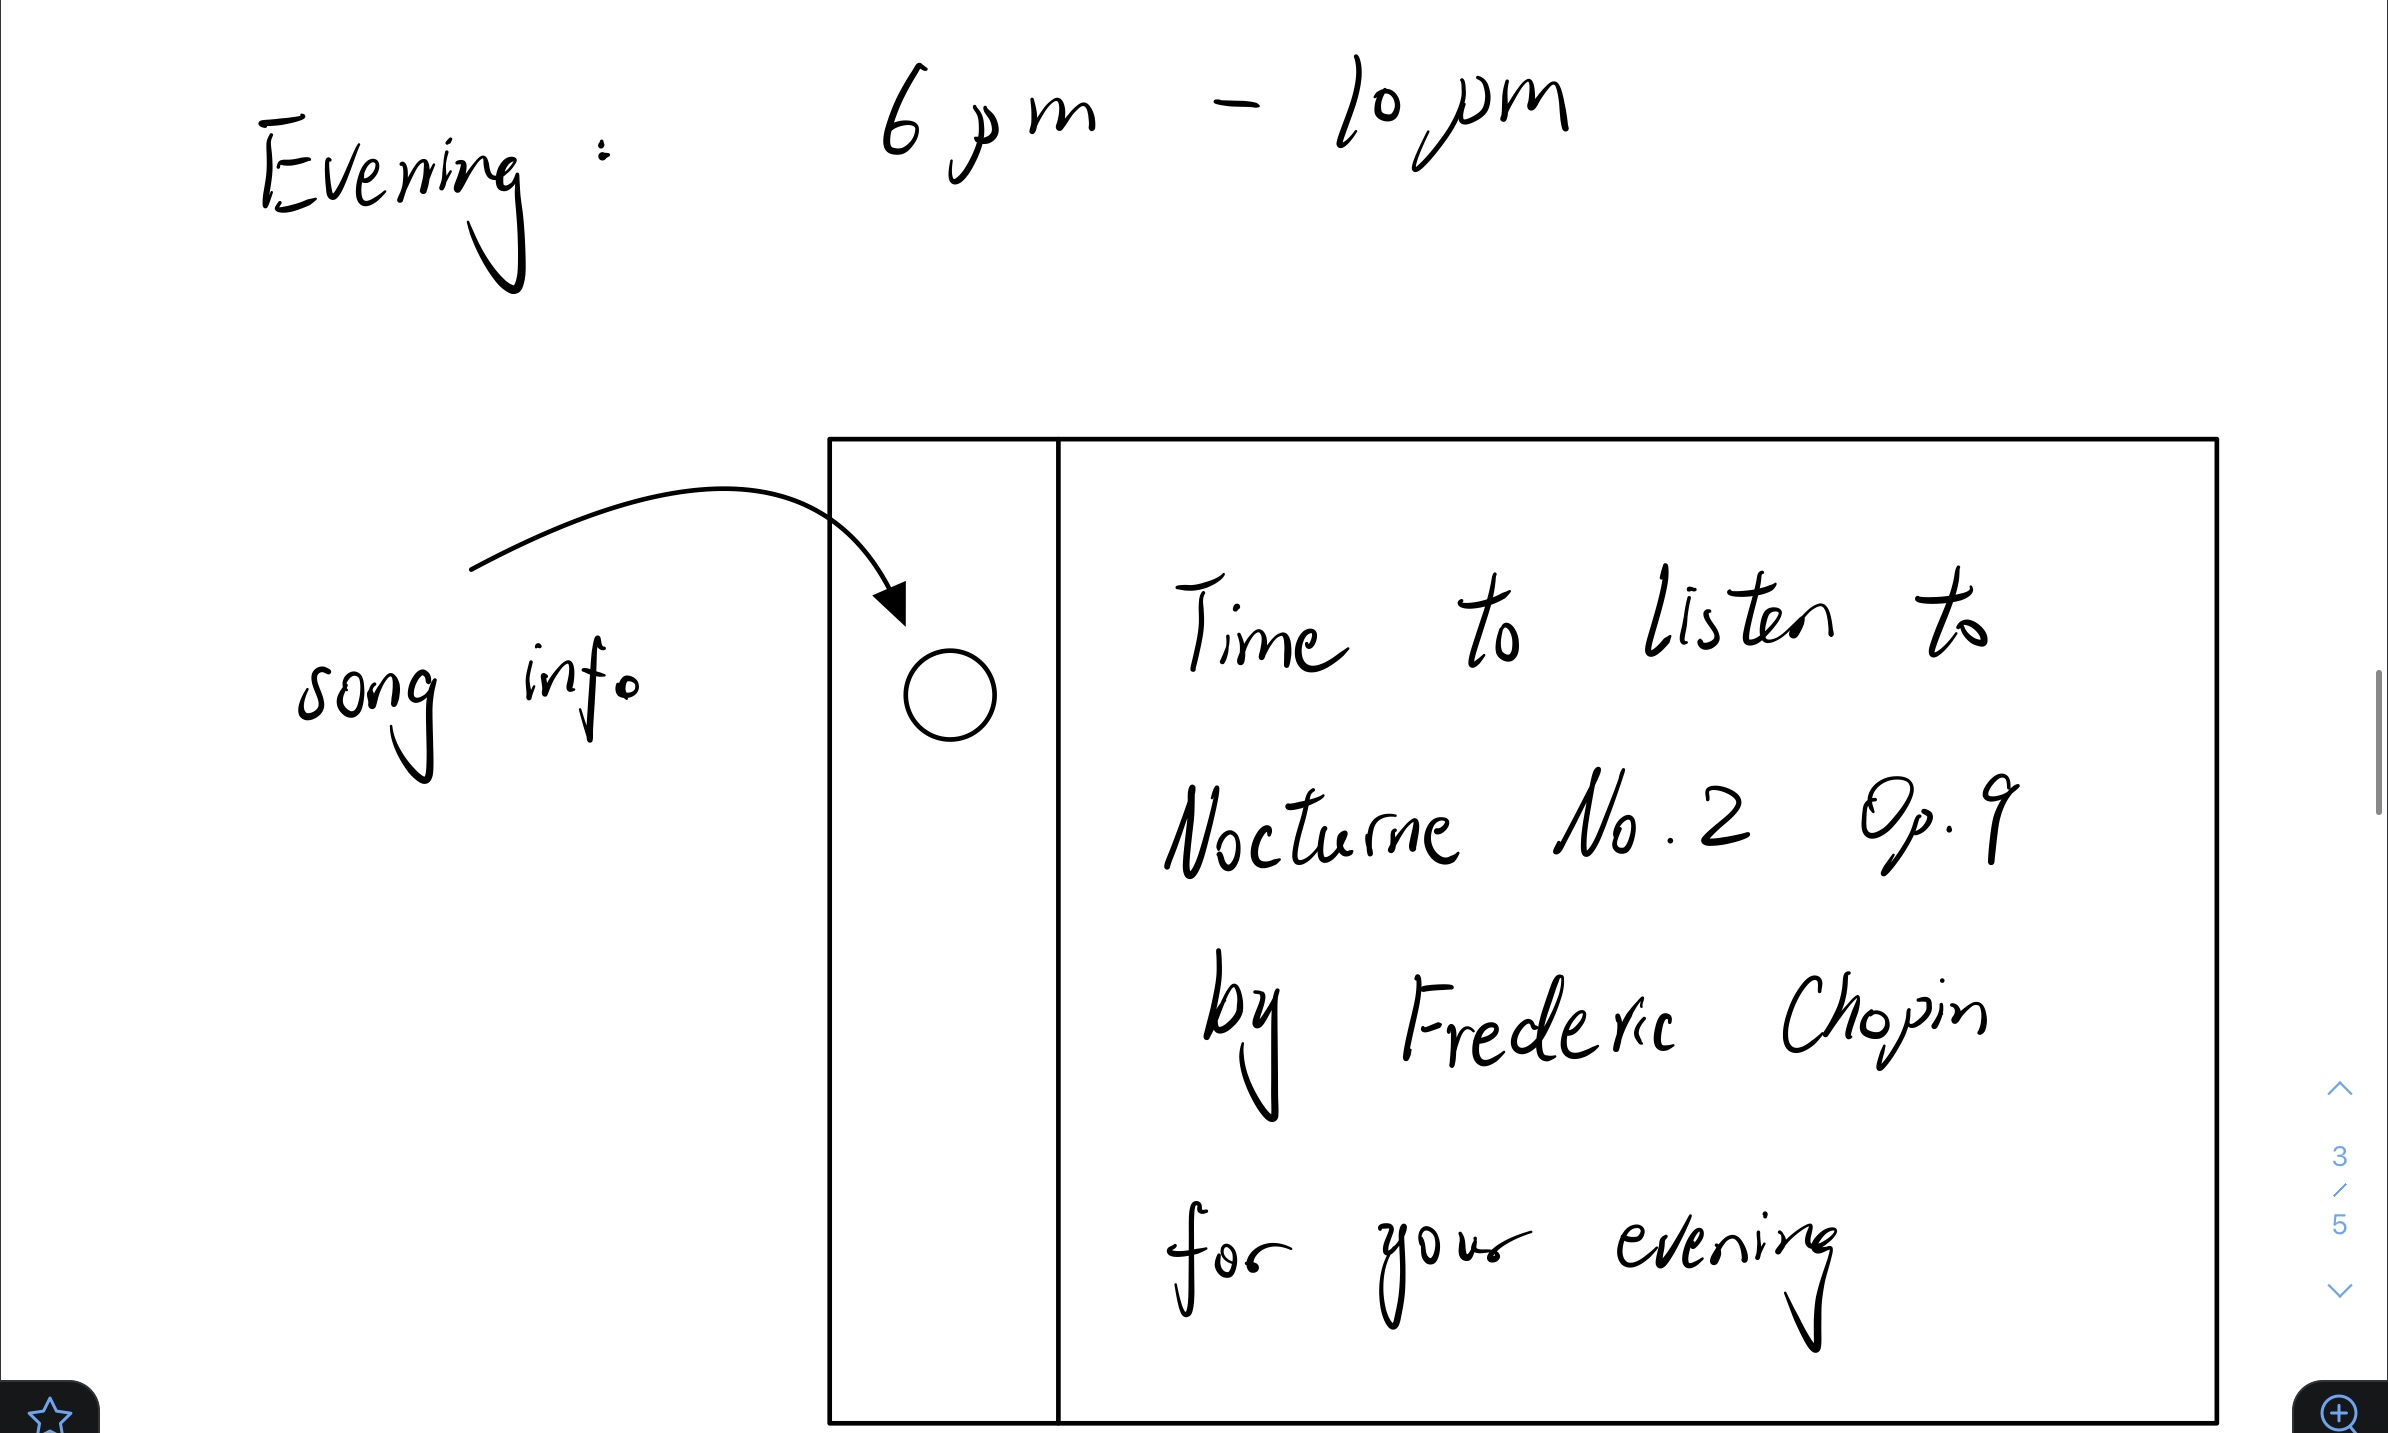 Evening : 6 pm - 10 pm
song info
Time to listen to
Nocturne No.2 Op.9
by Frederic Chopin
for your evening
3
/
5